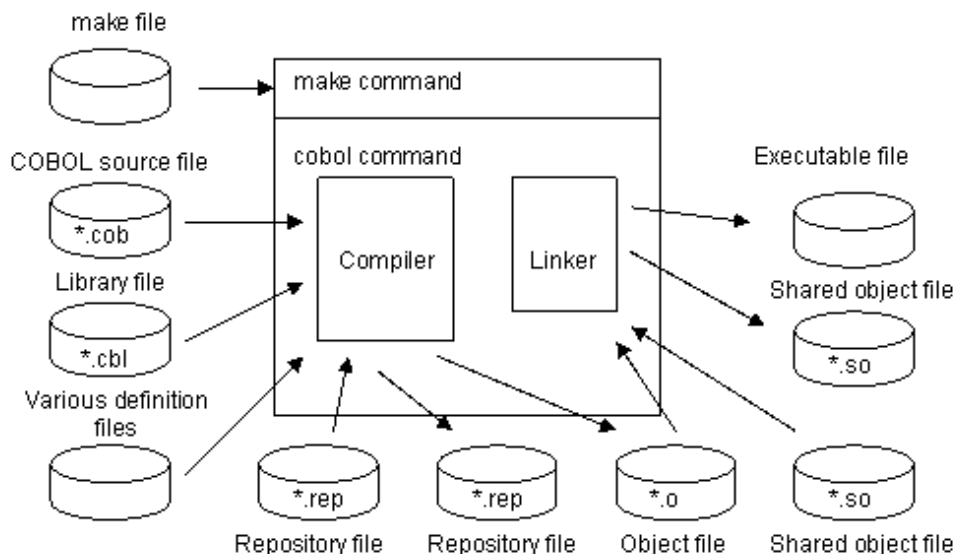 make file
make command
COBOL source file
cobol command
Executable file
*.cob
Compiler
Linker
Library file
Shared object file
*.cbl
*.so
Various definition
files
*.rep
*.rep
*.o
*.so
Repository file
Repository file
Object file
Shared object file